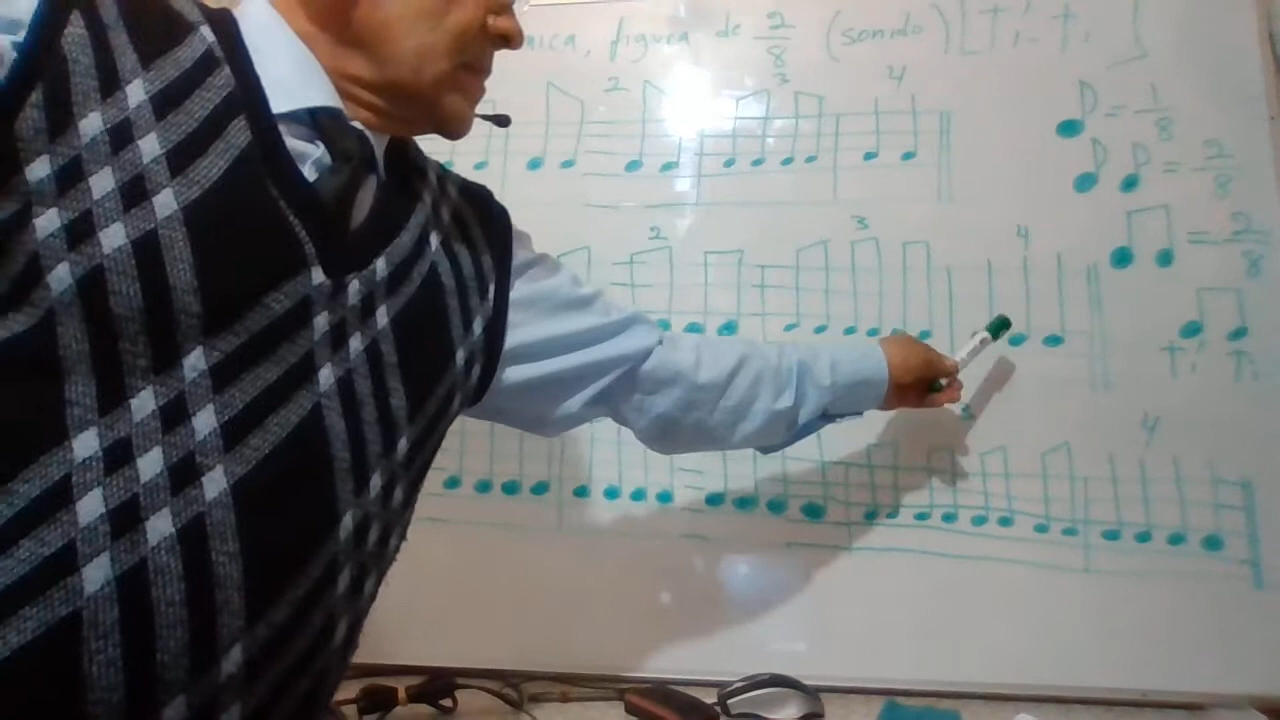 figura de 2/8 (sonido) [ti - ti]
2 3 4
= 1/8
= 2/8
2 3 4
= 2/8
ti ti
4